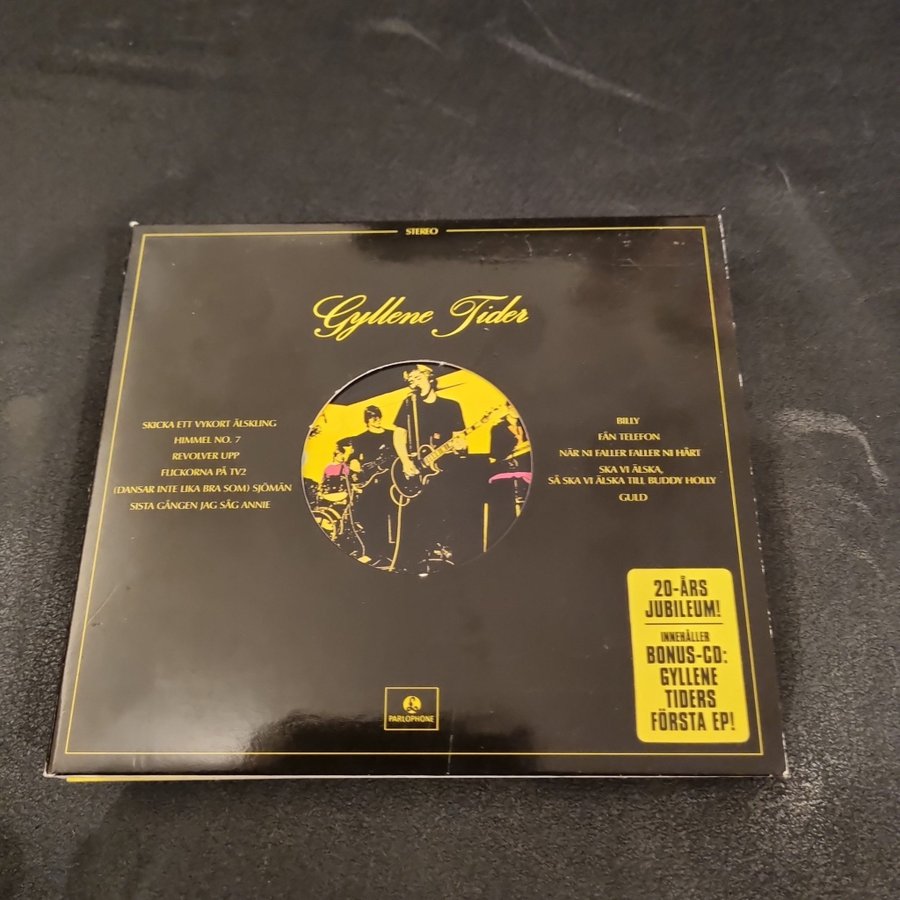 STEREO
Gyllene Tider
SKICKA ETT VYKORT ÄLSKLING
HIMMEL NO. 7
REVOLVER UPP
FLICKORNA PÅ TV2
(DANSAR INTE LIKA BRA SOM) SJÖMÄN
SISTA GÅNGEN JAG SÅG ANNIE
BILLY
FÅN TELEFON
NÄR NI FALLER FALLER NI HÅRT
SKA VI ÄLSKA,
SÅ SKA VI ÄLSKA TILL BUDDY HOLLY
GULD
20-ÅRS
JUBILEUM!
INNEHÅLLER
BONUS-CD:
GYLLENE
TIDERS
FÖRSTA EP!
PARLOPHONE